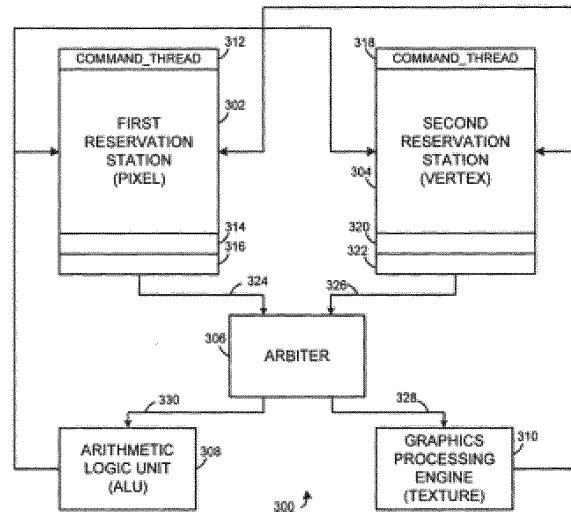 312
COMMAND_THREAD
302
FIRST
RESERVATION
STATION
(PIXEL)
314
316
318
COMMAND_THREAD
SECOND
RESERVATION
STATION
(VERTEX)
304
320
322
324
326
306
ARBITER
330
328
ARITHMETIC
LOGIC UNIT
(ALU)
308
GRAPHICS
PROCESSING
ENGINE
(TEXTURE)
310
300